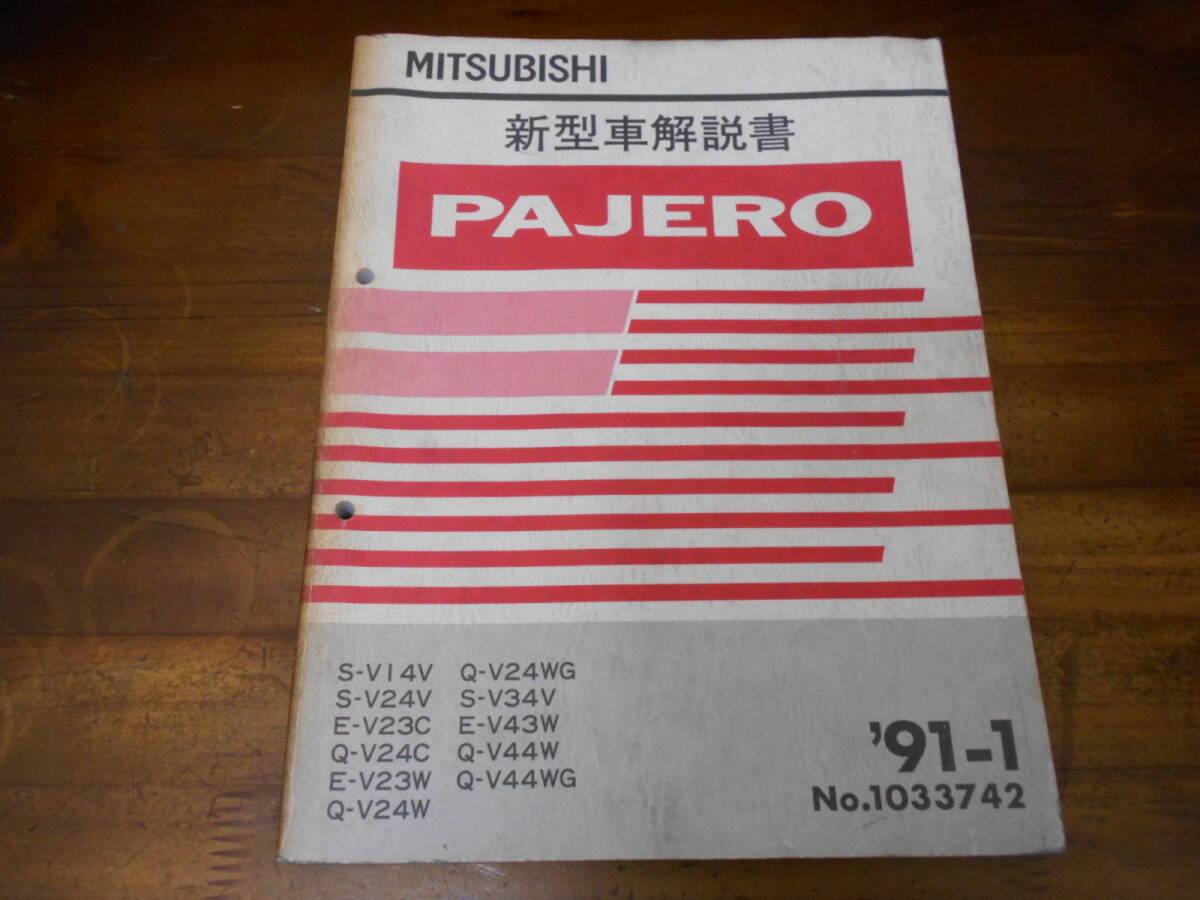 MITSUBISHI
新型車解説書
PAJERO
S-V14V Q-V24WG
S-V24V S-V34V
E-V23C E-V43W
Q-V24C Q-V44W
E-V23W Q-V44WG
Q-V24W
'91-1
No.1033742